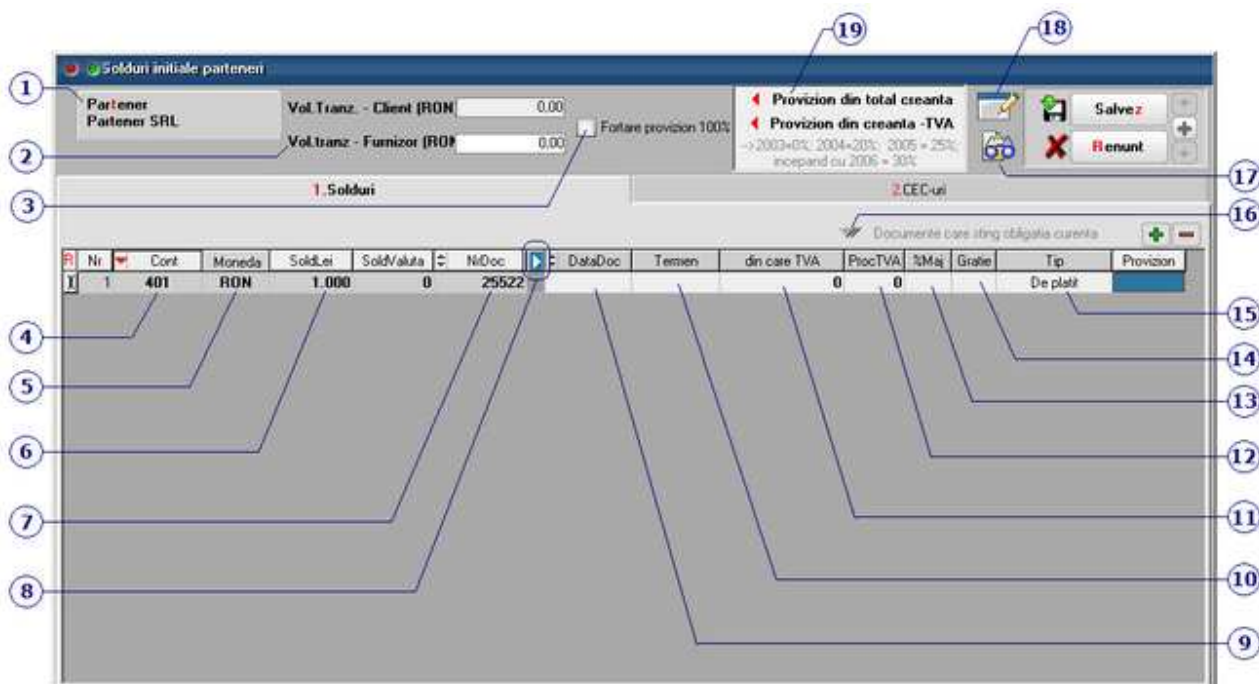 19
18
Solduri initiale parteneri
1
Partener
Partener SRL
Vol.Tranz. - Client (RON
0.00
Provizion din total creanta
Salvez
Fortare provizion 100%
Provizion din creanta -TVA
2
Vol.tranz - Furnizor (RON
0.00
->2003=0%; 2004=20%; 2005 = 25%;
incepand cu 2006 = 30%
Renunt
17
1.Solduri
2.CEC-uri
3
16
Documente care sting obligatia curenta
R Nr Cont Moneda SoldLei SoldValuta NrDoc DataDoc Termen din care TVA ProcTVA %Maj Gratie Tip Provizion
1 401 RON 1.000 0 25522 0 0 De platit
4
15
5
14
13
6
12
7
11
8
10
9